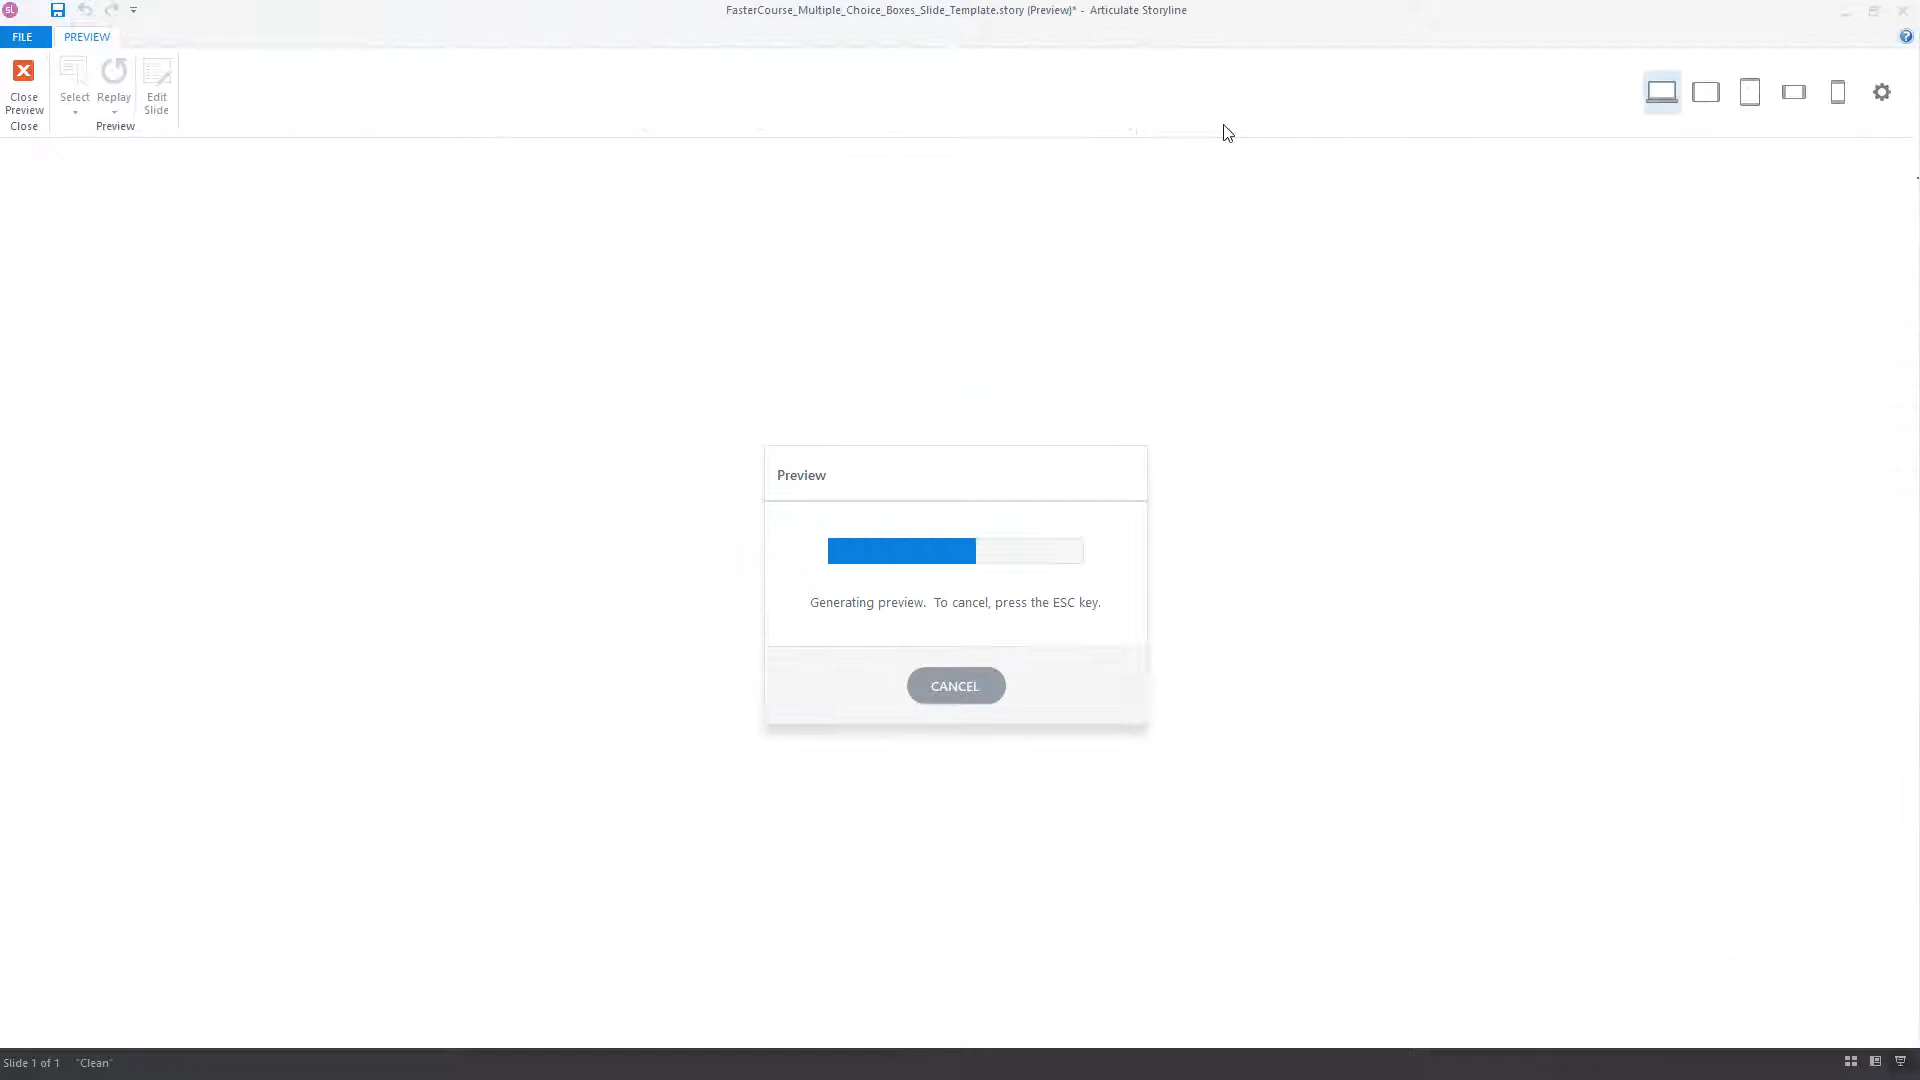 SL
FasterCourse_Multiple_Choice_Boxes_Slide_Template.story (Preview)* - Articulate Storyline
FILE PREVIEW
?
Close Preview
Select
Replay
Edit Slide
Close
Preview
Preview
Generating preview. To cancel, press the ESC key.
CANCEL
Slide 1 of 1 "Clean"